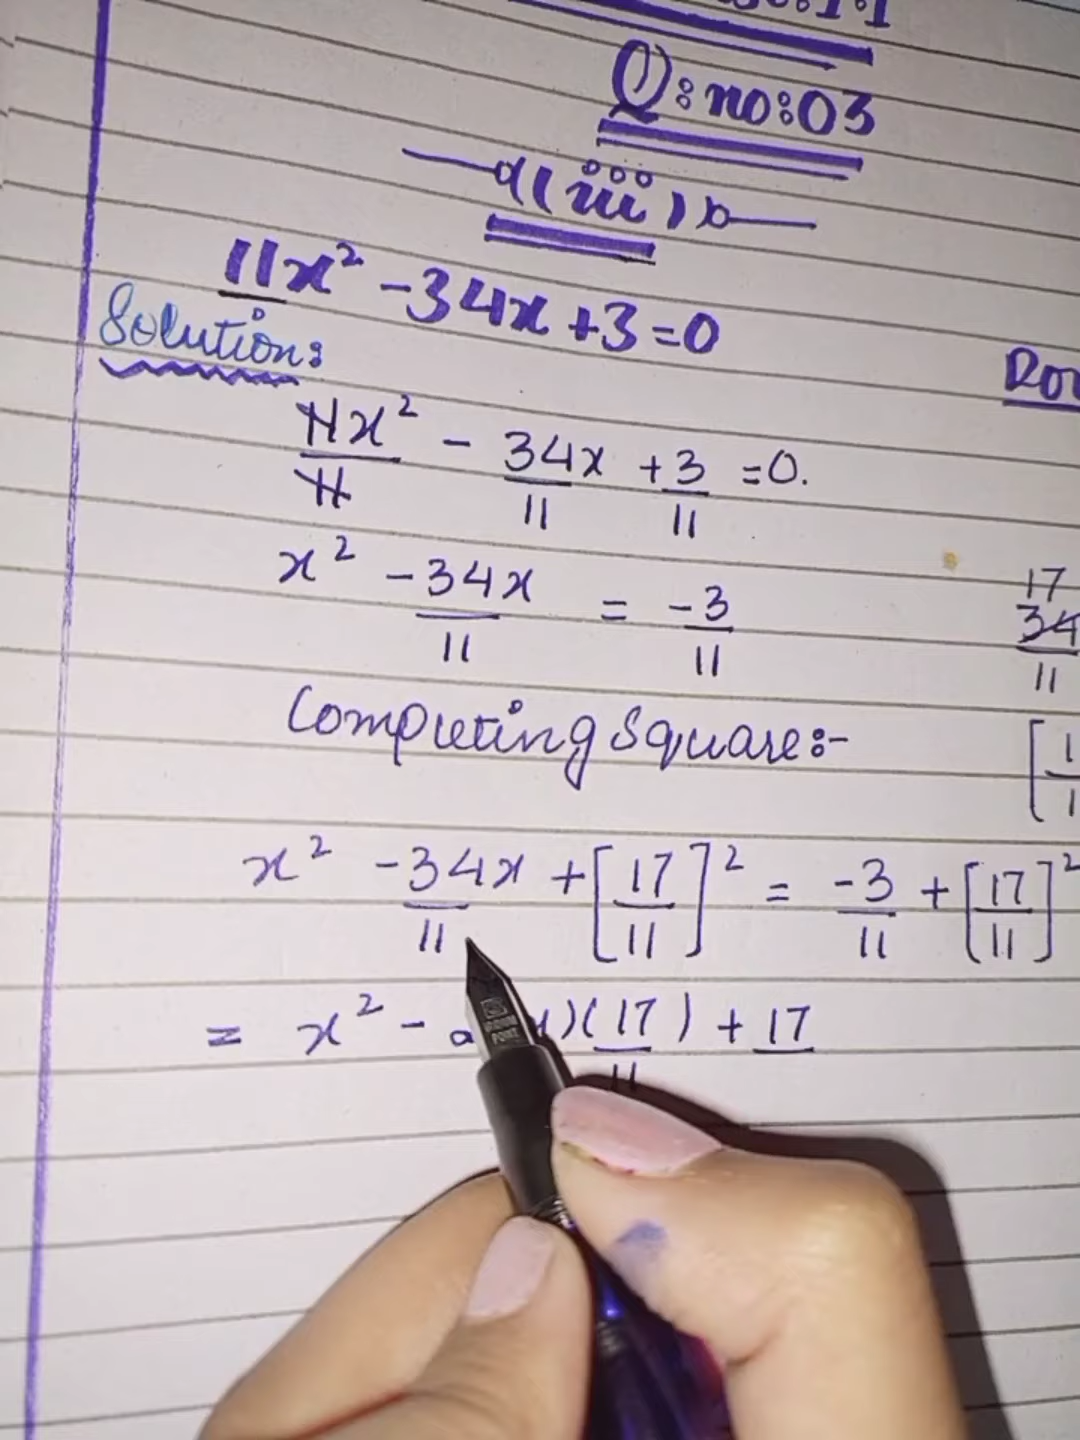 Q:no:03
(iii)
11x² - 34x + 3 = 0
Solution:
11x²/11 - 34x/11 + 3/11 = 0.
x² - 34x/11 = -3/11
17
34
11
Completing Square:-
x² - 34x/11 + [17/11]² = -3/11 + [17/11]²
= x² - )(17/11) + 17